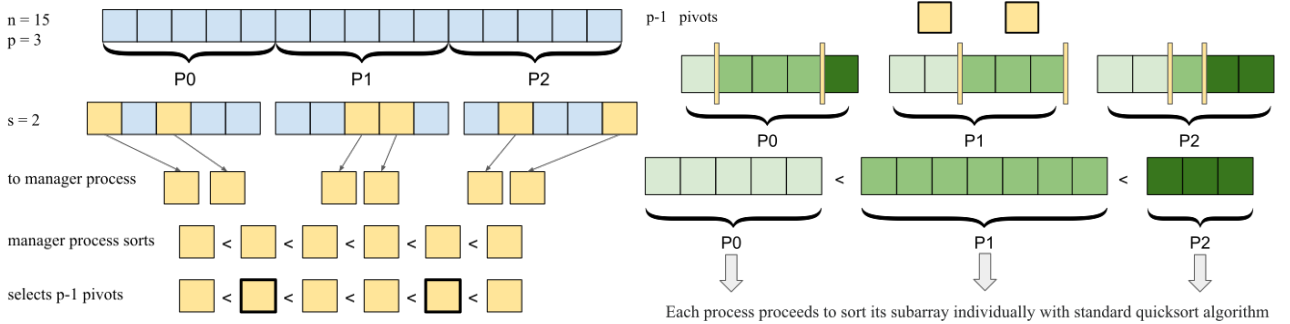 n = 15
p = 3
P0
P1
P2
s = 2
to manager process
manager process sorts
< < < < <
selects p-1 pivots
< < < < <
p-1 pivots
P0
P1
P2
< <
P0
P1
P2
Each process proceeds to sort its subarray individually with standard quicksort algorithm